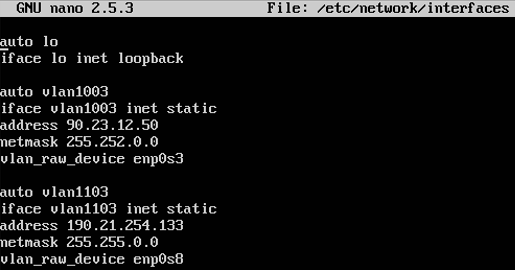 GNU nano 2.5.3 File: /etc/network/interfaces
auto lo
iface lo inet loopback
auto vlan1003
iface vlan1003 inet static
address 90.23.12.50
netmask 255.252.0.0
vlan_raw_device enp0s3
auto vlan1103
iface vlan1103 inet static
address 190.21.254.133
netmask 255.255.0.0
vlan_raw_device enp0s8